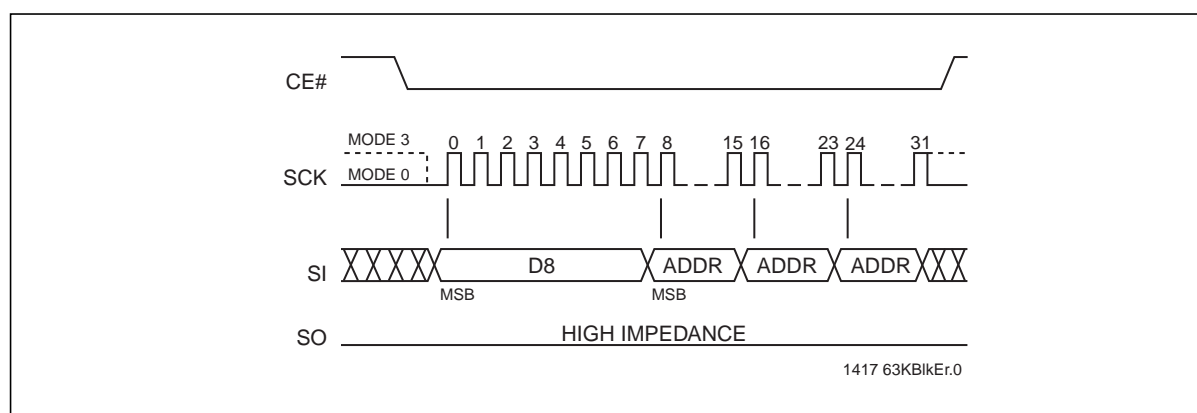 CE#
MODE 3
0 1 2 3 4 5 6 7 8 15 16 23 24 31
SCK
MODE 0
SI
D8
ADDR
ADDR
ADDR
MSB
MSB
SO
HIGH IMPEDANCE
1417 63KBlkEr.0